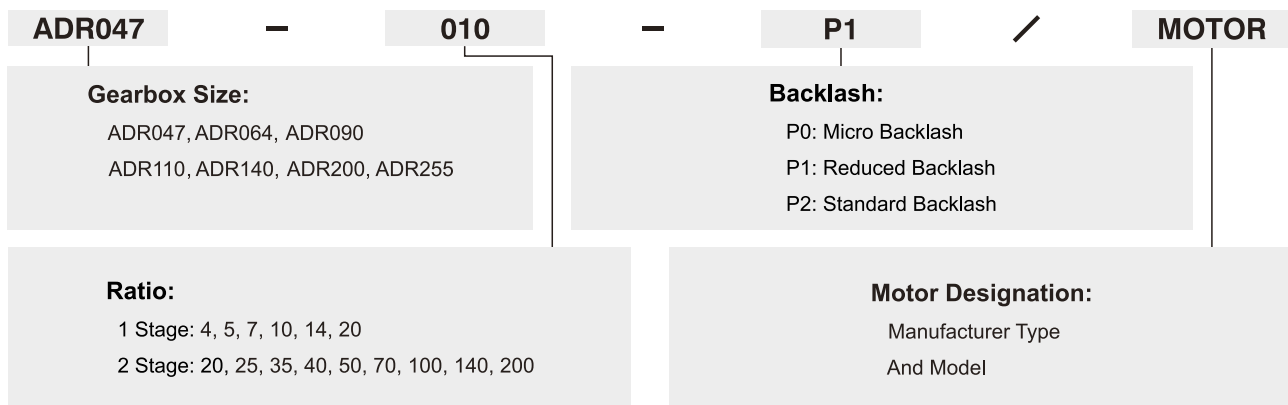 ADR047 - 010 - P1 / MOTOR
Gearbox Size:
ADR047, ADR064, ADR090
ADR110, ADR140, ADR200, ADR255
Backlash:
P0: Micro Backlash
P1: Reduced Backlash
P2: Standard Backlash
Ratio:
1 Stage: 4, 5, 7, 10, 14, 20
2 Stage: 20, 25, 35, 40, 50, 70, 100, 140, 200
Motor Designation:
Manufacturer Type
And Model